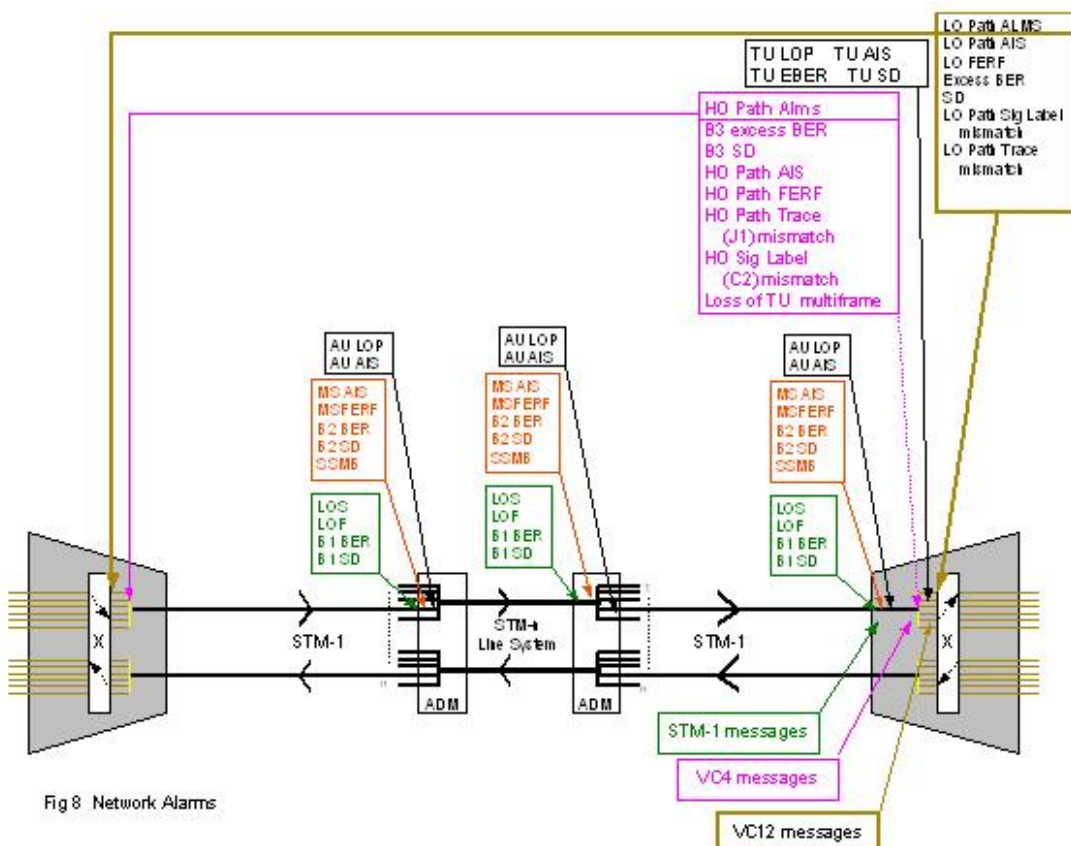 LO Path ALMS
LO Path AIS
LO FERF
Excess BER
SD
LO Path Sig Label
mismatch
LO Path Trace
mismatch
TU LOP TU AIS
TU EBER TU SD
HO Path Alms
B3 excess BER
B3 SD
HO Path AIS
HO Path FERF
HO Path Trace
(J1) mismatch
HO Sig Label
(C2) mismatch
Loss of TU multiframe
AU LOP
AU AIS
MS AIS
MSFERF
B2 BER
B2 SD
SSMB
LOS
LOF
B1 BER
B1 SD
AU LOP
AU AIS
MS AIS
MSFERF
B2 BER
B2 SD
SSMB
LOS
LOF
B1 BER
B1 SD
AU LOP
AU AIS
MS AIS
MSFERF
B2 BER
B2 SD
SSMB
LOS
LOF
B1 BER
B1 SD
X
STM-1
STM-n
Line System
STM-1
X
ADM
ADM
STM-1 messages
VC4 messages
VC12 messages
Fig 8 Network Alarms